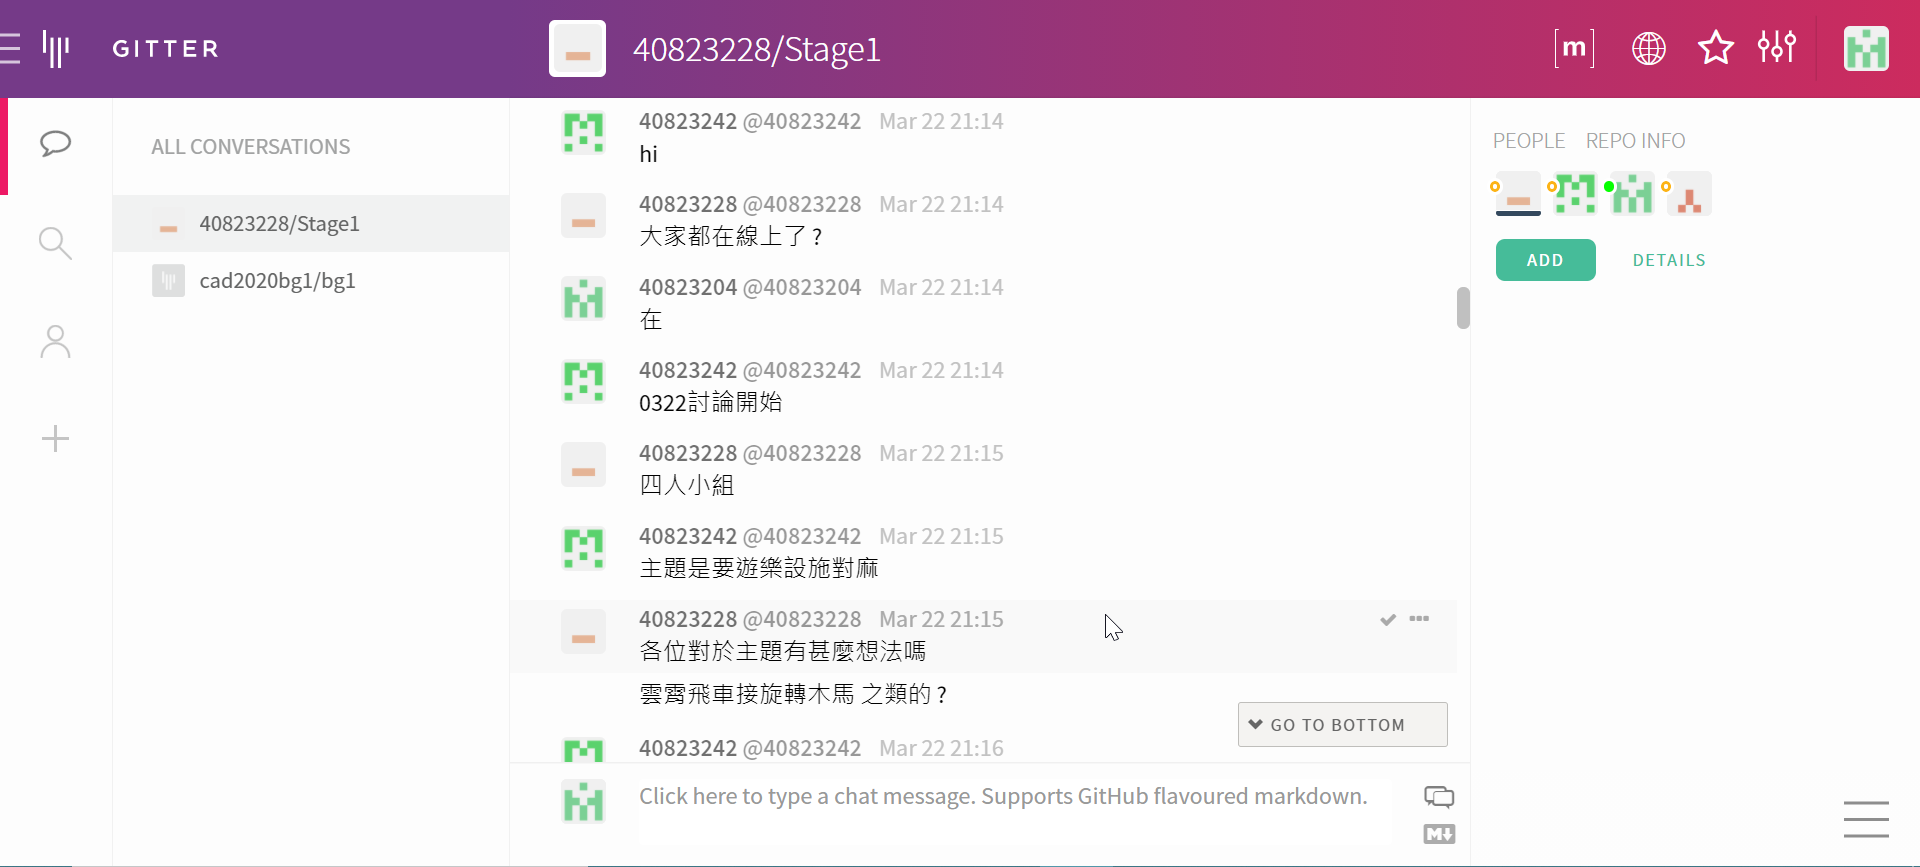 GITTER
40823228/Stage1
[m]
ALL CONVERSATIONS
40823228/Stage1
cad2020bg1/bg1
40823242 @40823242 Mar 22 21:14
hi
40823228 @40823228 Mar 22 21:14
大家都在線上了 ?
40823204 @40823204 Mar 22 21:14
在
40823242 @40823242 Mar 22 21:14
0322討論開始
40823228 @40823228 Mar 22 21:15
四人小組
40823242 @40823242 Mar 22 21:15
主題是要遊樂設施對麻
40823228 @40823228 Mar 22 21:15
各位對於主題有甚麼想法嗎
雲霄飛車接旋轉木馬 之類的 ?
GO TO BOTTOM
40823242 @40823242 Mar 22 21:16
Click here to type a chat message. Supports GitHub flavoured markdown.
M
PEOPLE REPO INFO
ADD DETAILS